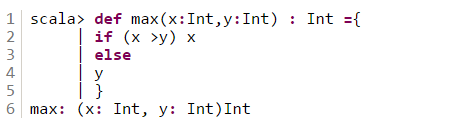 1 scala> def max(x:Int,y:Int) : Int ={
2 | if (x >y) x
3 | else
4 | y
5 | }
6 max: (x: Int, y: Int)Int